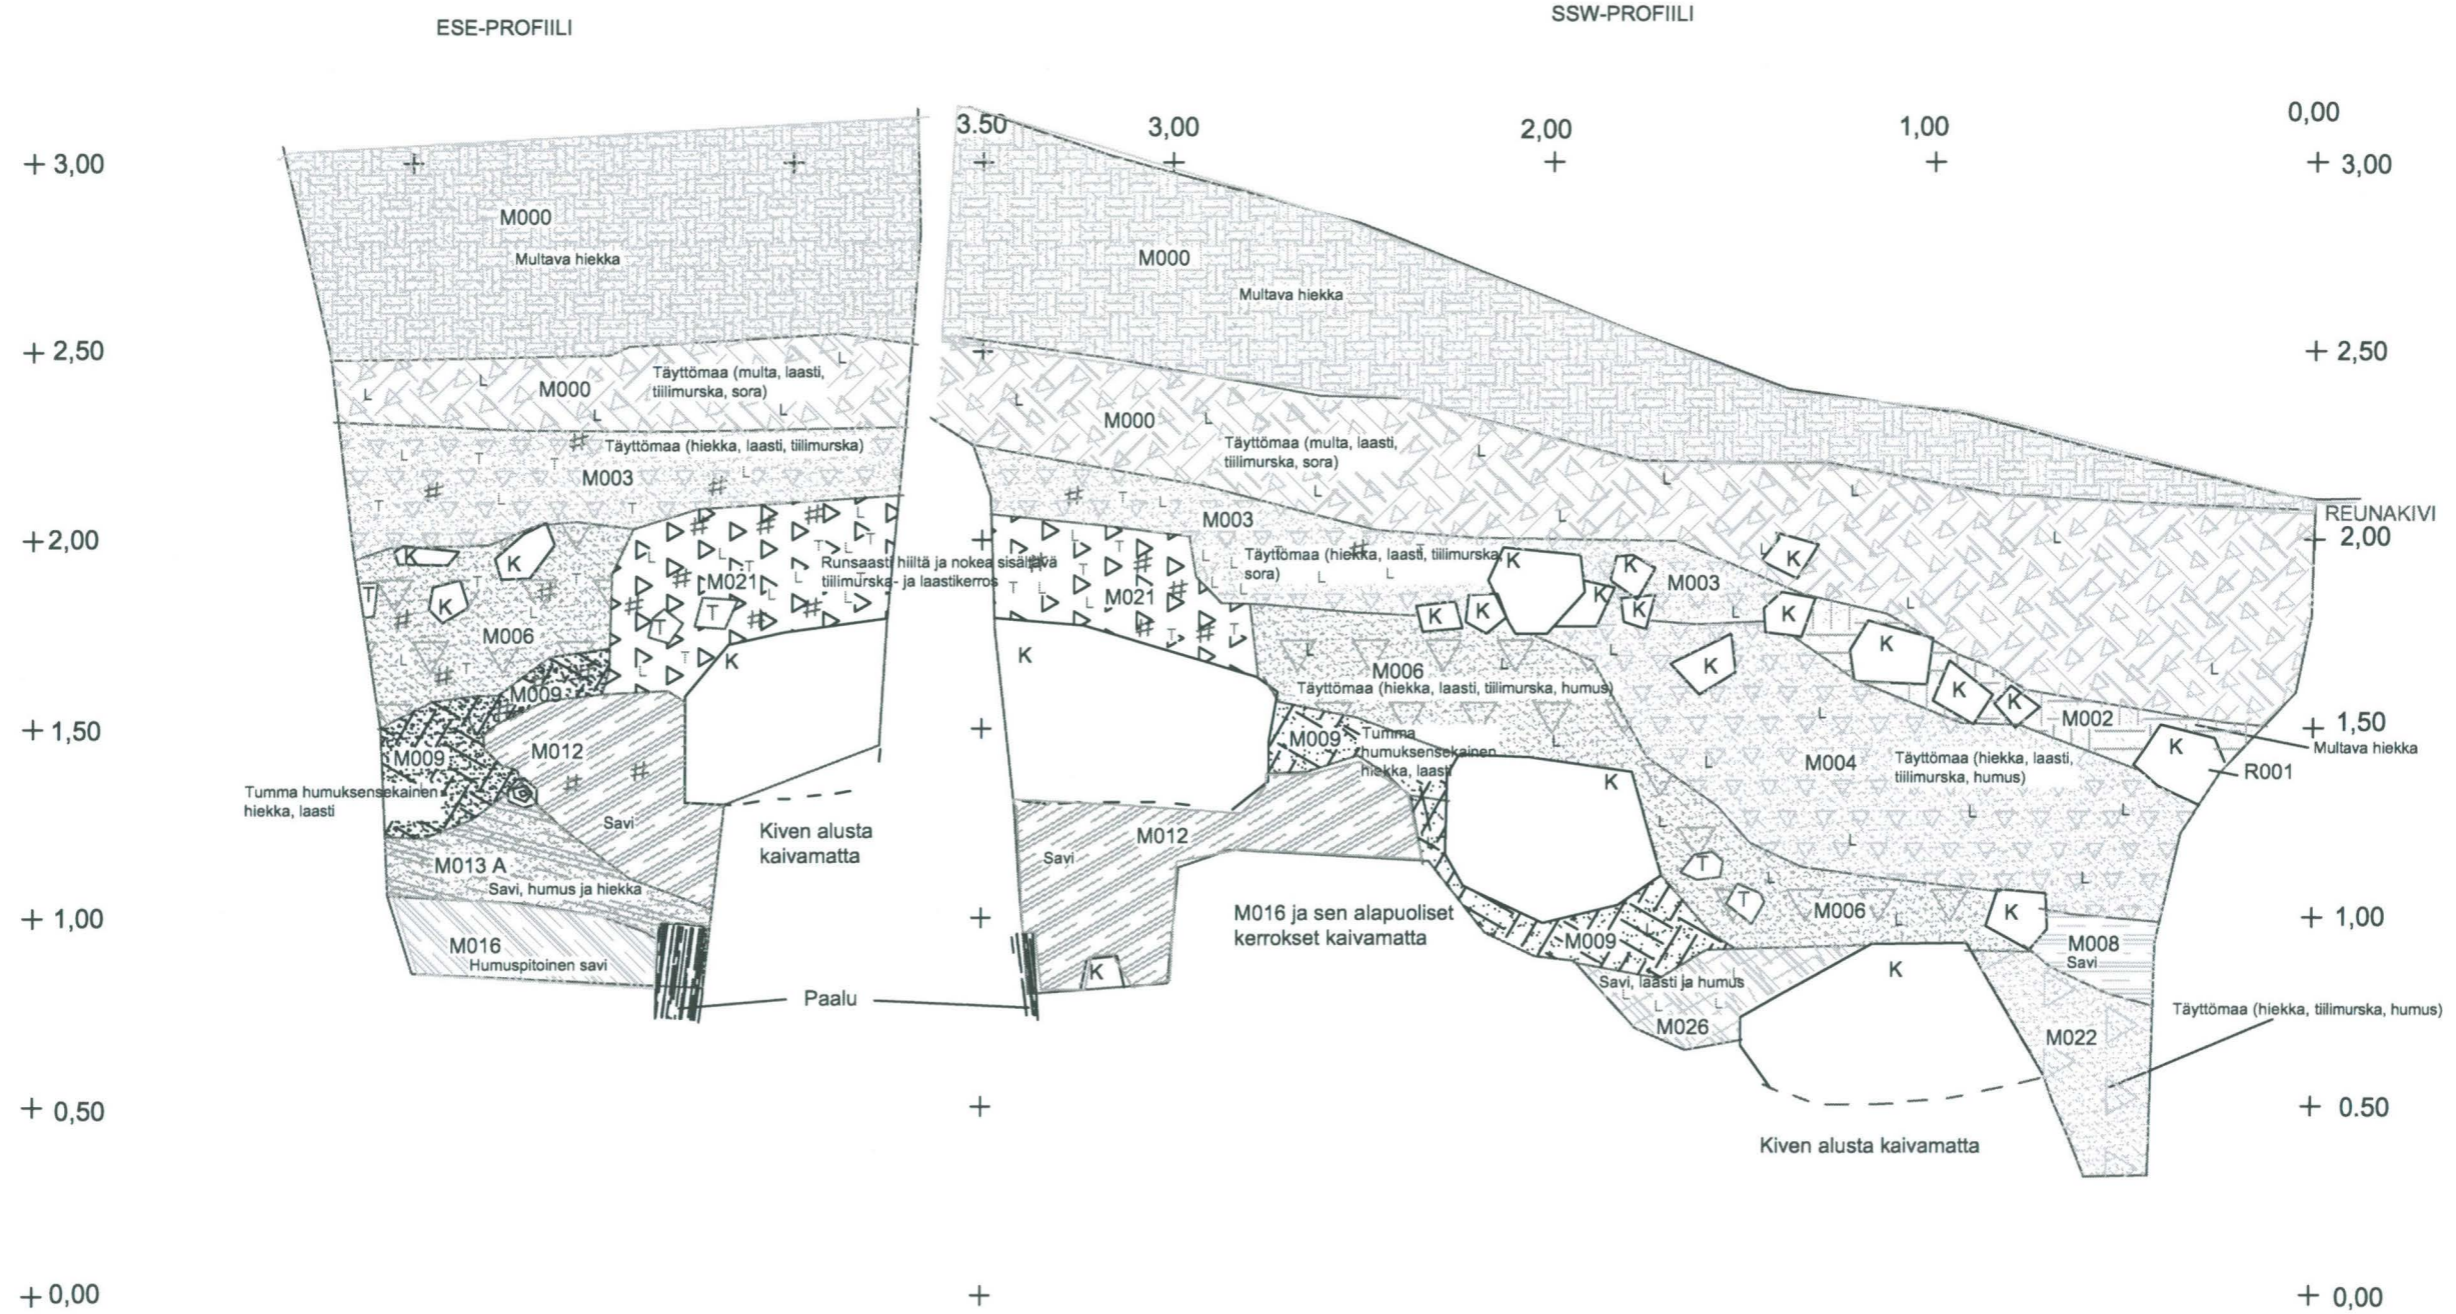 ESE-PROFIILI
SSW-PROFIILI
3.50
3,00
2,00
1,00
0,00
+ 3,00
+ 3,00
M000
Multava hiekka
M000
Multava hiekka
+ 2,50
+ 2,50
M000
Täyttömaa (multa, laasti,
tiilimurska, sora)
M000
Täyttömaa (multa, laasti,
tiilimurska, sora)
Täyttömaa (hiekka, laasti, tiilimurska)
M003
M003
Täyttömaa (hiekka, laasti, tiilimurska,
sora)
REUNAKIVI
+ 2,00
+ 2,00
K
K
K
T
M021
T
T
Runsaasti hiiltä ja nokea sisältävä
tiilimurska- ja laastikerros
M021
K
K
K
K
K
K
M003
K
K
K
K
K
M006
M009
K
K
M006
Täyttömaa (hiekka, laasti, tiilimurska, humus)
K
M002
Multava hiekka
+ 1,50
+ 1,50
M009
M012
Savi
Tumma humuksensekainen
hiekka, laasti
M009
Tumma
humuksensekainen
hiekka, laasti
K
M004
Täyttömaa (hiekka, laasti,
tiilimurska, humus)
K
R001
Kiven alusta
kaivamatta
Savi
M012
M013 A
Savi, humus ja hiekka
T
T
+ 1,00
+ 1,00
M016
Humuspitoinen savi
M016 ja sen alapuoliset
kerrokset kaivamatta
M009
M006
K
M008
Savi
K
K
Paalu
Savi, laasti ja humus
M026
M022
Täyttömaa (hiekka, tiilimurska, humus)
+ 0,50
+ 0.50
Kiven alusta kaivamatta
+ 0,00
+ 0,00